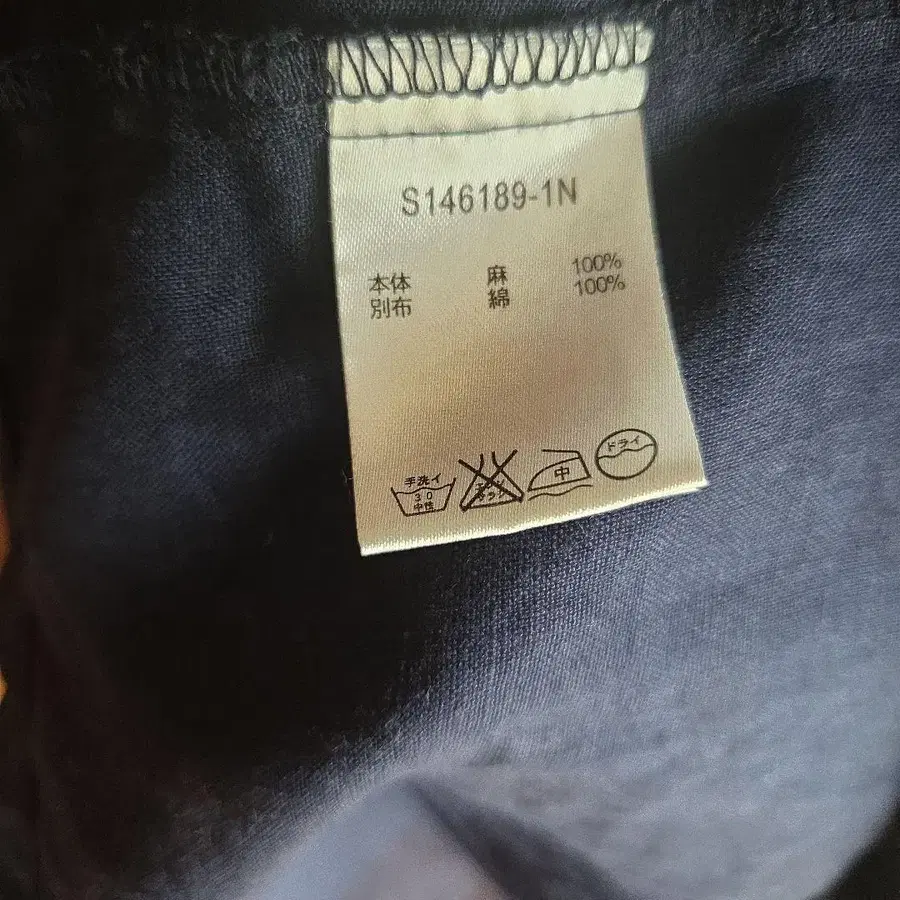 S146189-1N
本体 麻 100%
別布 綿 100%
手洗イ
30
中性
中
ドライ